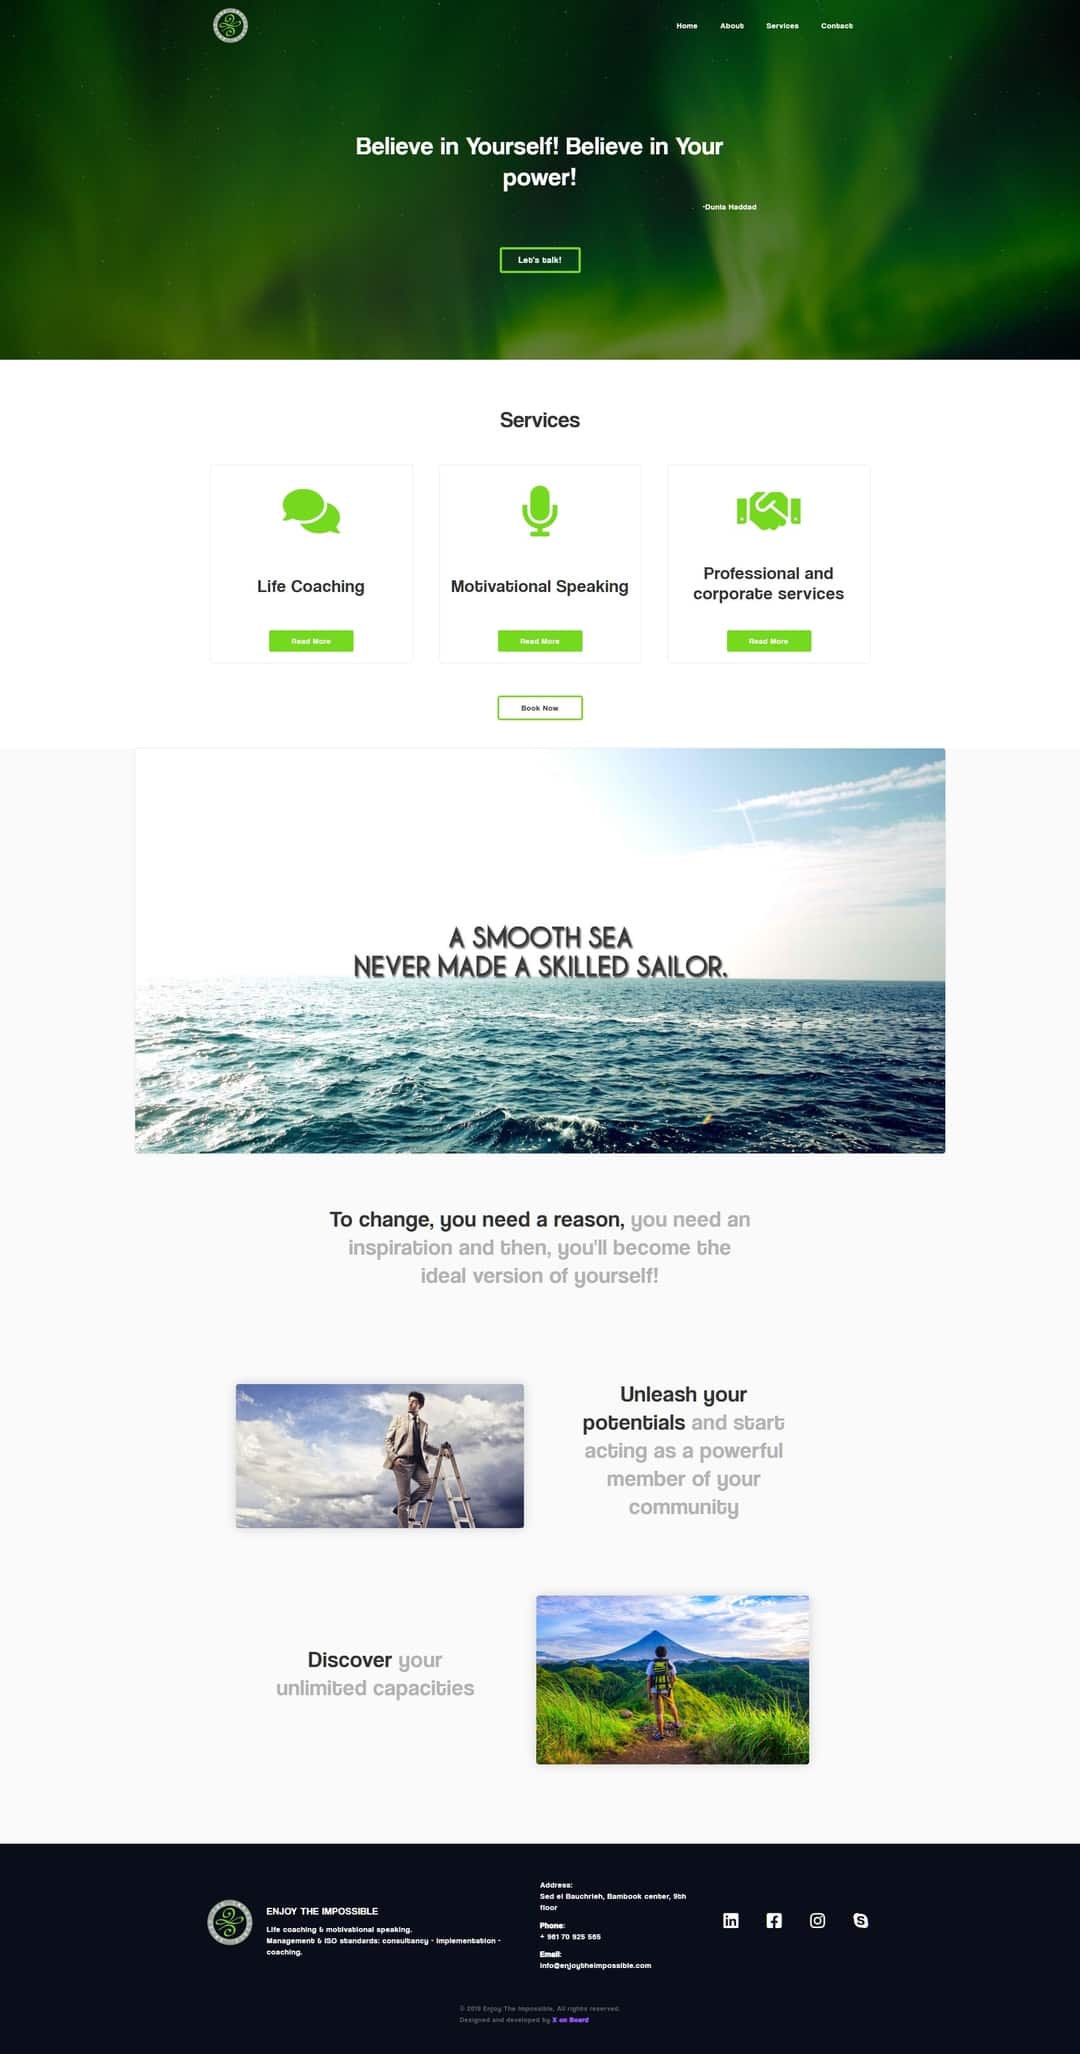 Home About Services Contact
Believe in Yourself! Believe in Your
power!
-Dunia Haddad
Let's talk!
Services
Life Coaching
Motivational Speaking
Professional and
corporate services
Read More
Read More
Read More
Book Now
A SMOOTH SEA
NEVER MADE A SKILLED SAILOR.
To change, you need a reason, you need an
inspiration and then, you'll become the
ideal version of yourself!
Unleash your
potentials and start
acting as a powerful
member of your
community
Discover your
unlimited capacities
ENJOY THE IMPOSSIBLE
Life coaching & motivational speaking.
Management & ISO standards: consultancy - implementation -
coaching.
Address:
Sed el Bauchrieh, Bambook center, 9th
floor
Phone:
+ 961 70 925 565
Email:
info@enjoytheimpossible.com
© 2019 Enjoy The Impossible, All rights reserved.
Designed and developed by X on Board